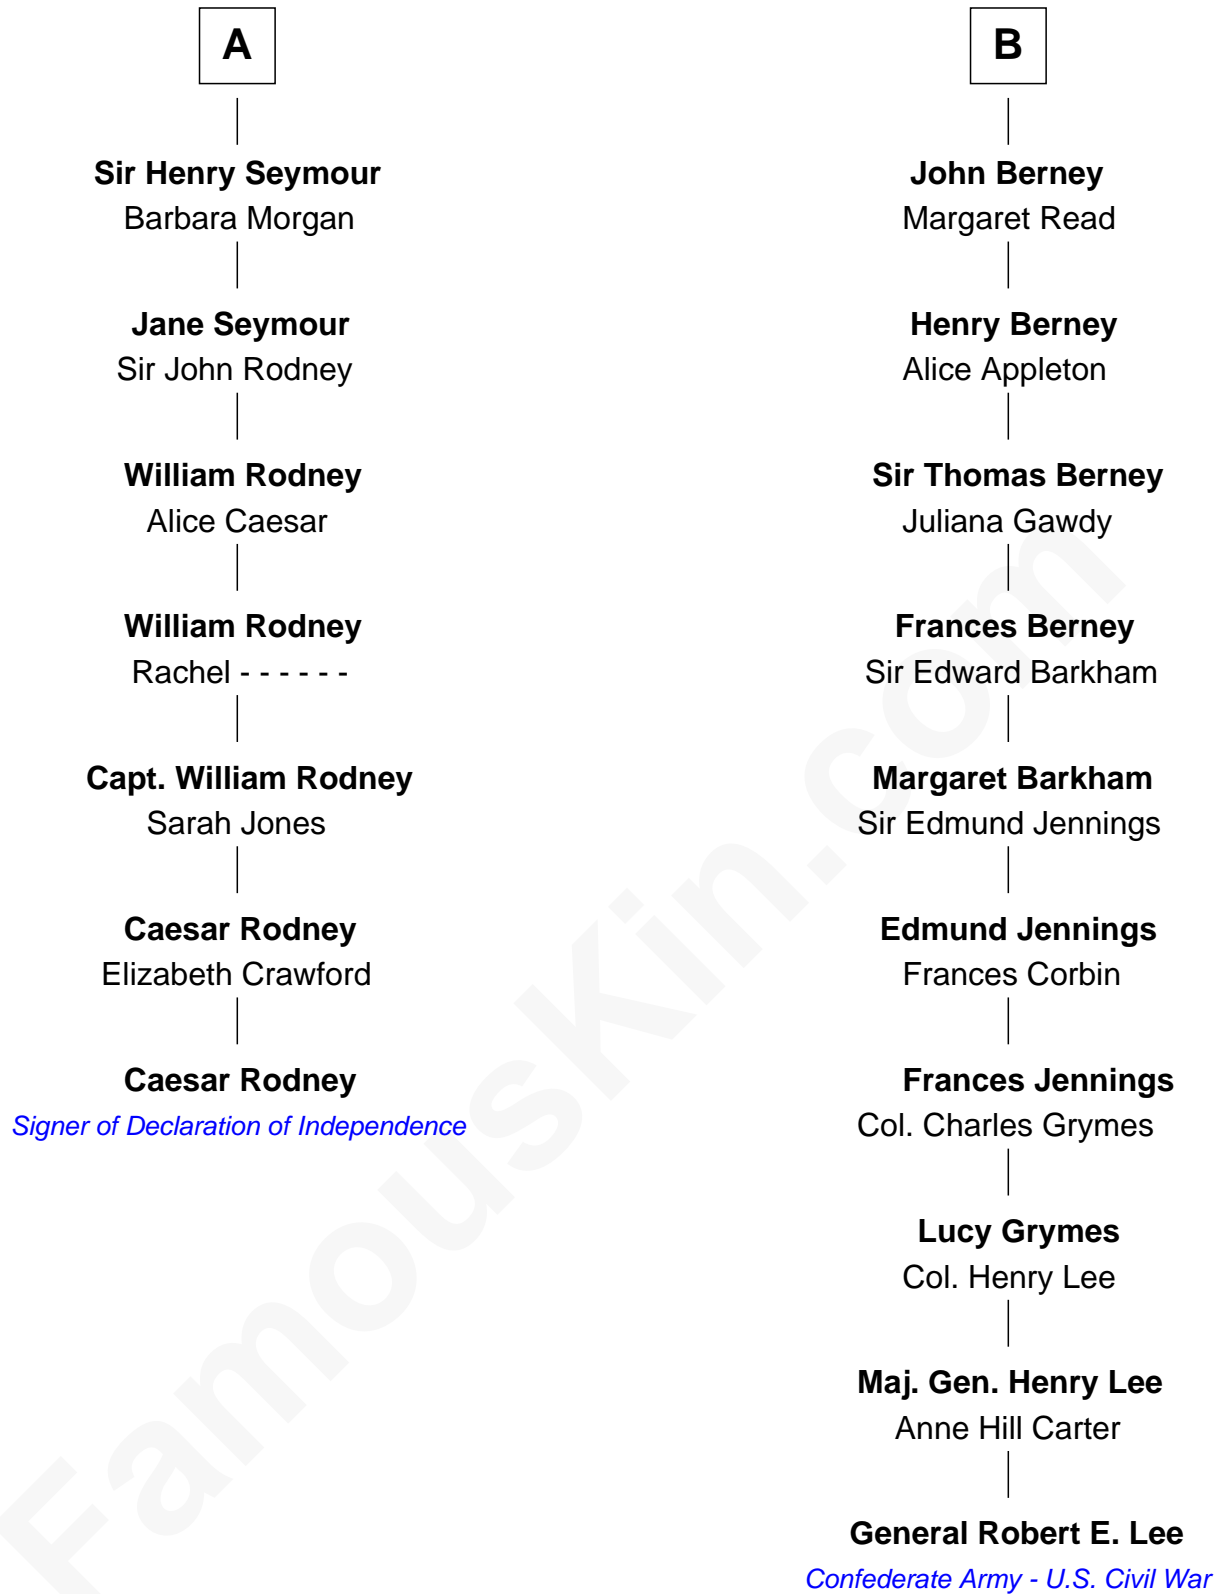 A
Sir Henry Seymour
Barbara Morgan
Jane Seymour
Sir John Rodney
William Rodney
Alice Caesar
William Rodney
Rachel - - - - - -
Capt. William Rodney
Sarah Jones
Caesar Rodney
Elizabeth Crawford
Caesar Rodney
Signer of Declaration of Independence
B
John Berney
Margaret Read
Henry Berney
Alice Appleton
Sir Thomas Berney
Juliana Gawdy
Frances Berney
Sir Edward Barkham
Margaret Barkham
Sir Edmund Jennings
Edmund Jennings
Frances Corbin
Frances Jennings
Col. Charles Grymes
Lucy Grymes
Col. Henry Lee
Maj. Gen. Henry Lee
Anne Hill Carter
General Robert E. Lee
Confederate Army - U.S. Civil War
FamousKin.com